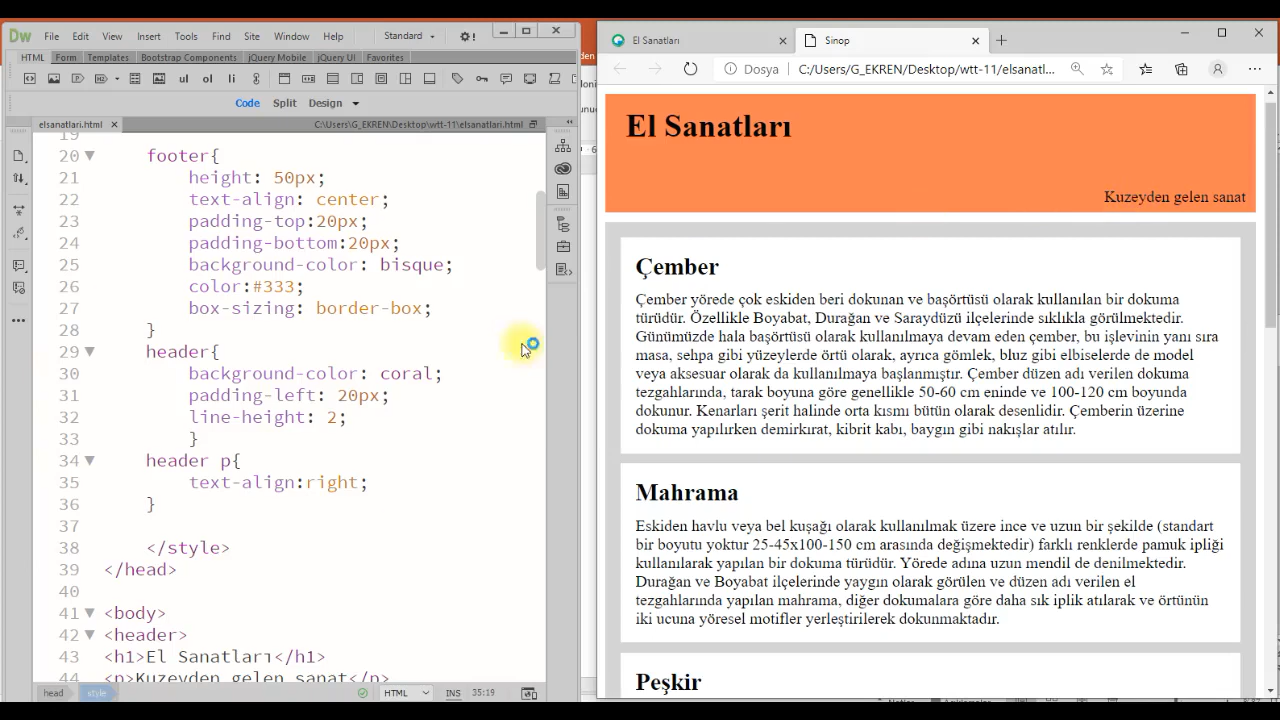 Dw File Edit View Insert Tools Find Site Window Help Standard
HTML Form Templates Bootstrap Components jQuery Mobile jQuery UI Favorites
ul ol li
Code Split Design
elsanatlari.html C:\Users\G_EKREN\Desktop\wtt-11\elsanatlari.html
19
20 footer{
21 height: 50px;
22 text-align: center;
23 padding-top:20px;
24 padding-bottom:20px;
25 background-color: bisque;
26 color:#333;
27 box-sizing: border-box;
28 }
29 header{
30 background-color: coral;
31 padding-left: 20px;
32 line-height: 2;
33 }
34 header p{
35 text-align:right;
36 }
37
38 </style>
39 </head>
40
41 <body>
42 <header>
43 <h1>El Sanatları</h1>
44 <p>Kuzeyden gelen sanat</p>
head style HTML INS 35:19
El Sanatları Sinop
Dosya C:/Users/G_EKREN/Desktop/wtt-11/elsanatl...
El Sanatları
Kuzeyden gelen sanat
Çember
Çember yörede çok eskiden beri dokunan ve başörtüsü olarak kullanılan bir dokuma
türüdür. Özellikle Boyabat, Durağan ve Saraydüzü ilçelerinde sıklıkla görülmektedir.
Günümüzde hala başörtüsü olarak kullanılmaya devam eden çember, bu işlevinin yanı sıra
masa, sehpa gibi yüzeylerde örtü olarak, ayrıca gömlek, bluz gibi elbiselerde de model
veya aksesuar olarak da kullanılmaya başlanmıştır. Çember düzen adı verilen dokuma
tezgahlarında, tarak boyuna göre genellikle 50-60 cm eninde ve 100-120 cm boyunda
dokunur. Kenarları şerit halinde orta kısmı bütün olarak desenlidir. Çemberin üzerine
dokuma yapılırken demirkırat, kibrit kabı, baygın gibi nakışlar atılır.
Mahrama
Eskiden havlu veya bel kuşağı olarak kullanılmak üzere ince ve uzun bir şekilde (standart
bir boyutu yoktur 25-45x100-150 cm arasında değişmektedir) farklı renklerde pamuk ipliği
kullanılarak yapılan bir dokuma türüdür. Yörede adına uzun mendil de denilmektedir.
Durağan ve Boyabat ilçelerinde yaygın olarak görülen ve düzen adı verilen el
tezgahlarında yapılan mahrama, diğer dokumalara göre daha sık iplik atılarak ve örtünün
iki ucuna yöresel motifler yerleştirilerek dokunmaktadır.
Peşkir